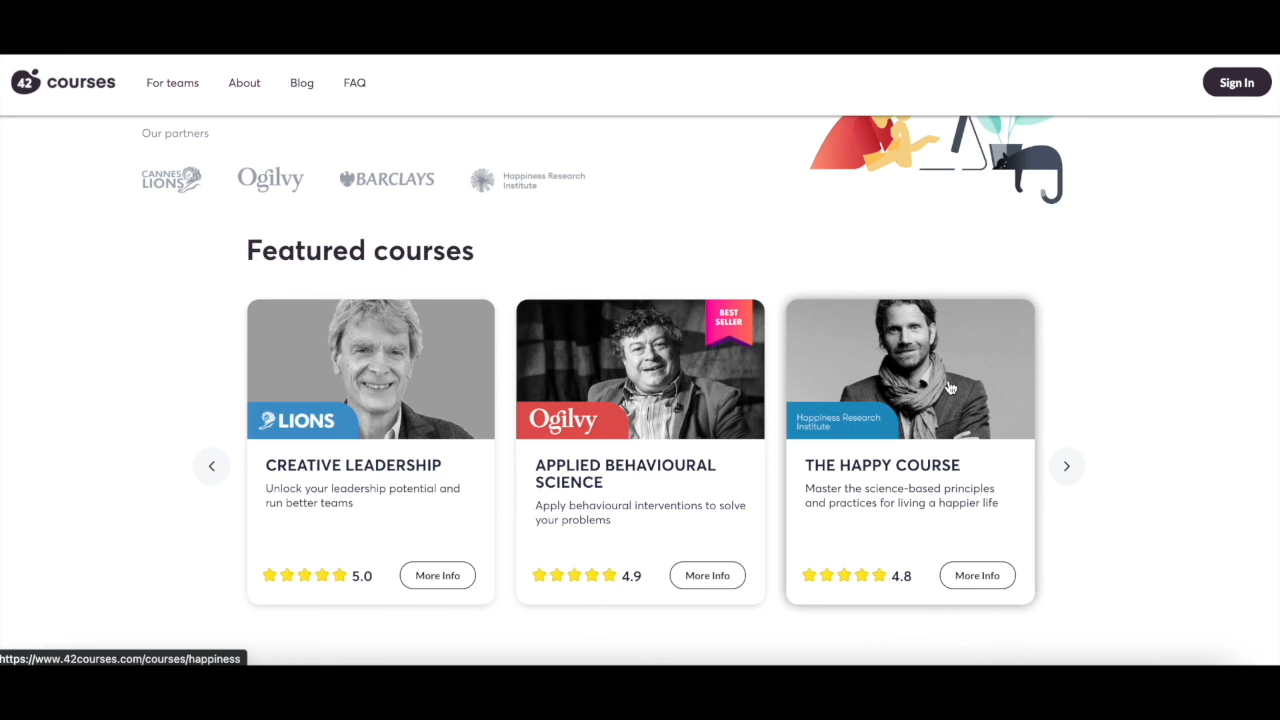 42 courses
For teams
About
Blog
FAQ
Sign In
Our partners
CANNES
LIONS
Ogilvy
BARCLAYS
Happiness Research
Institute
Featured courses
LIONS
CREATIVE LEADERSHIP
Unlock your leadership potential and
run better teams
5.0
More Info
BEST
SELLER
Ogilvy
APPLIED BEHAVIOURAL
SCIENCE
Apply behavioural interventions to solve
your problems
4.9
More Info
Happiness Research
Institute
THE HAPPY COURSE
Master the science-based principles
and practices for living a happier life
4.8
More Info
https://www.42courses.com/courses/happiness